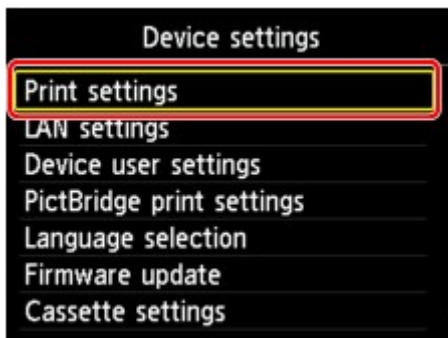 Device settings
Print settings
LAN settings
Device user settings
PictBridge print settings
Language selection
Firmware update
Cassette settings